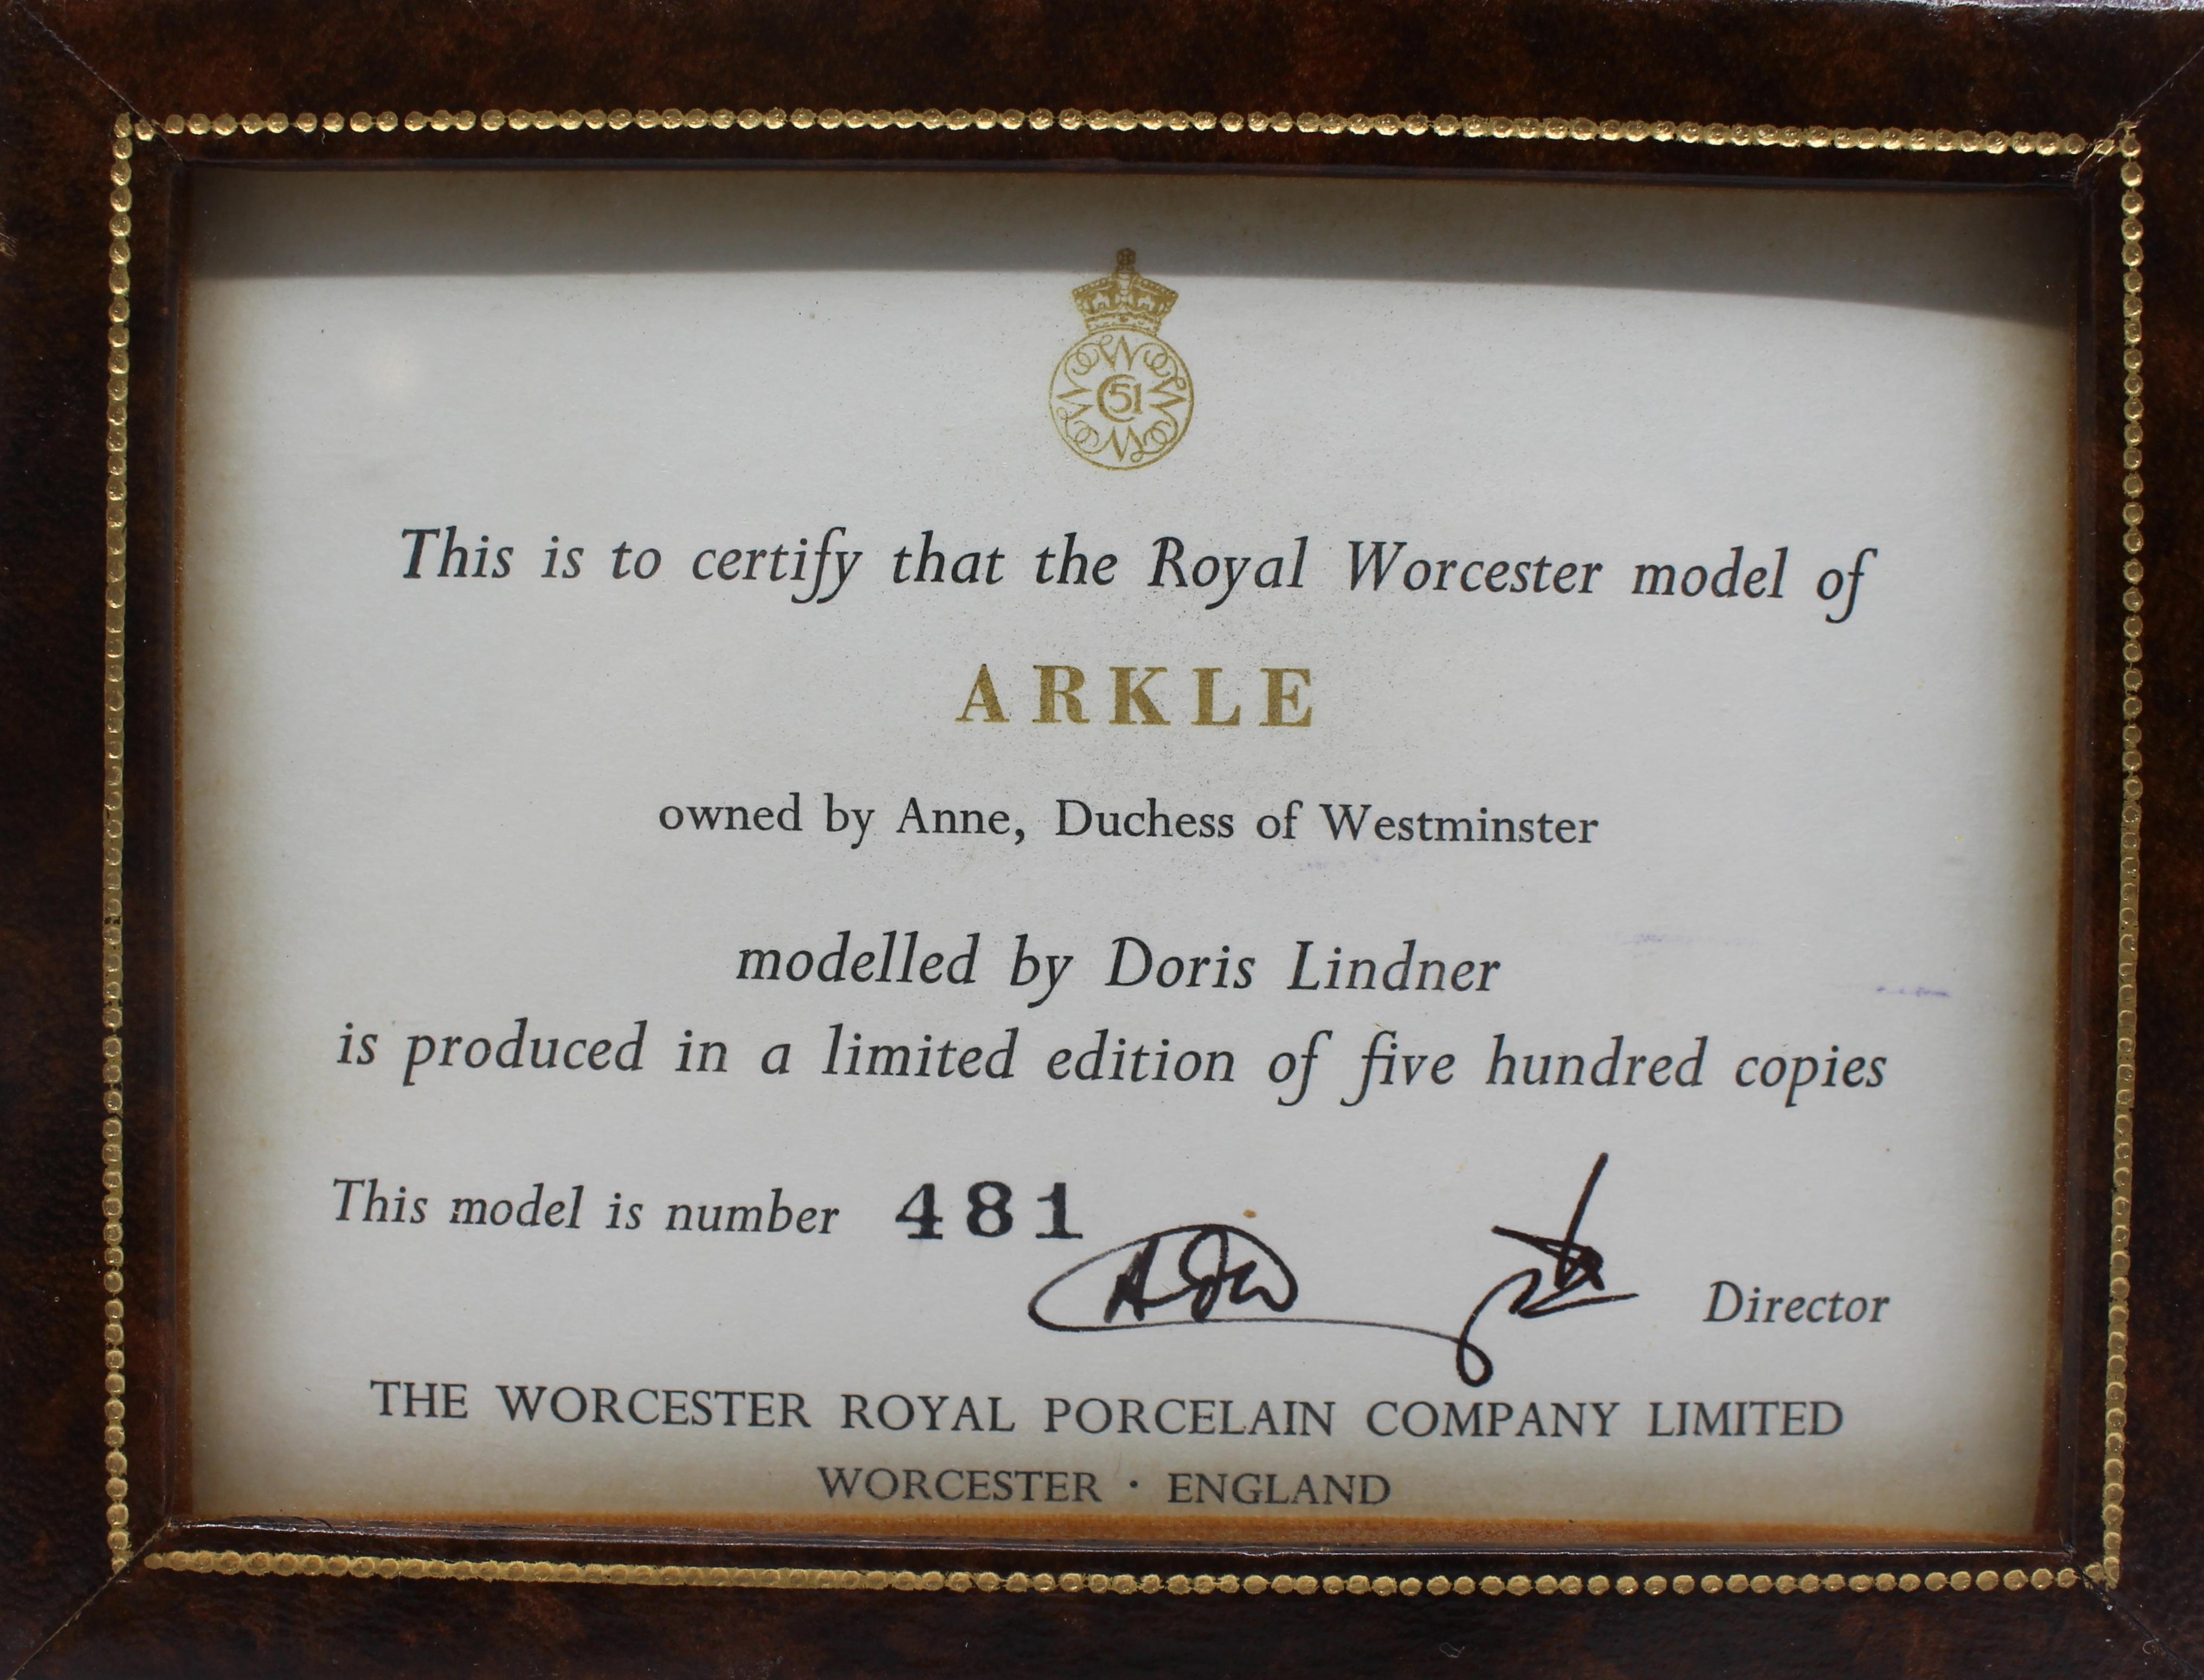 C51
This is to certify that the Royal Worcester model of
ARKLE
owned by Anne, Duchess of Westminster
modelled by Doris Lindner
is produced in a limited edition of five hundred copies
This model is number 481
Director
THE WORCESTER ROYAL PORCELAIN COMPANY LIMITED
WORCESTER · ENGLAND